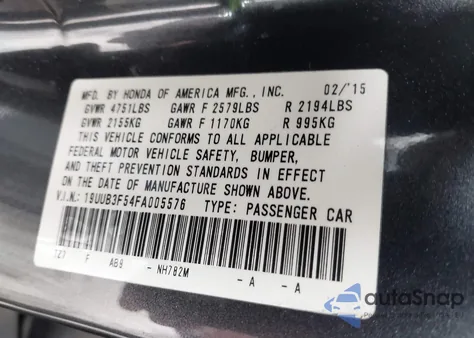 MFD. BY HONDA OF AMERICA MFG., INC. 02/'15
GVWR 4751LBS GAWR F 2579LBS R 2194LBS
GVWR 2155KG GAWR F 1170KG R 995KG
THIS VEHICLE CONFORMS TO ALL APPLICABLE
FEDERAL MOTOR VEHICLE SAFETY, BUMPER,
AND THEFT PREVENTION STANDARDS IN EFFECT
ON THE DATE OF MANUFACTURE SHOWN ABOVE.
V.I.N.: 19UUB3F54FA005576 TYPE: PASSENGER CAR
F AB9 - NH782M -A -A
autoSnap